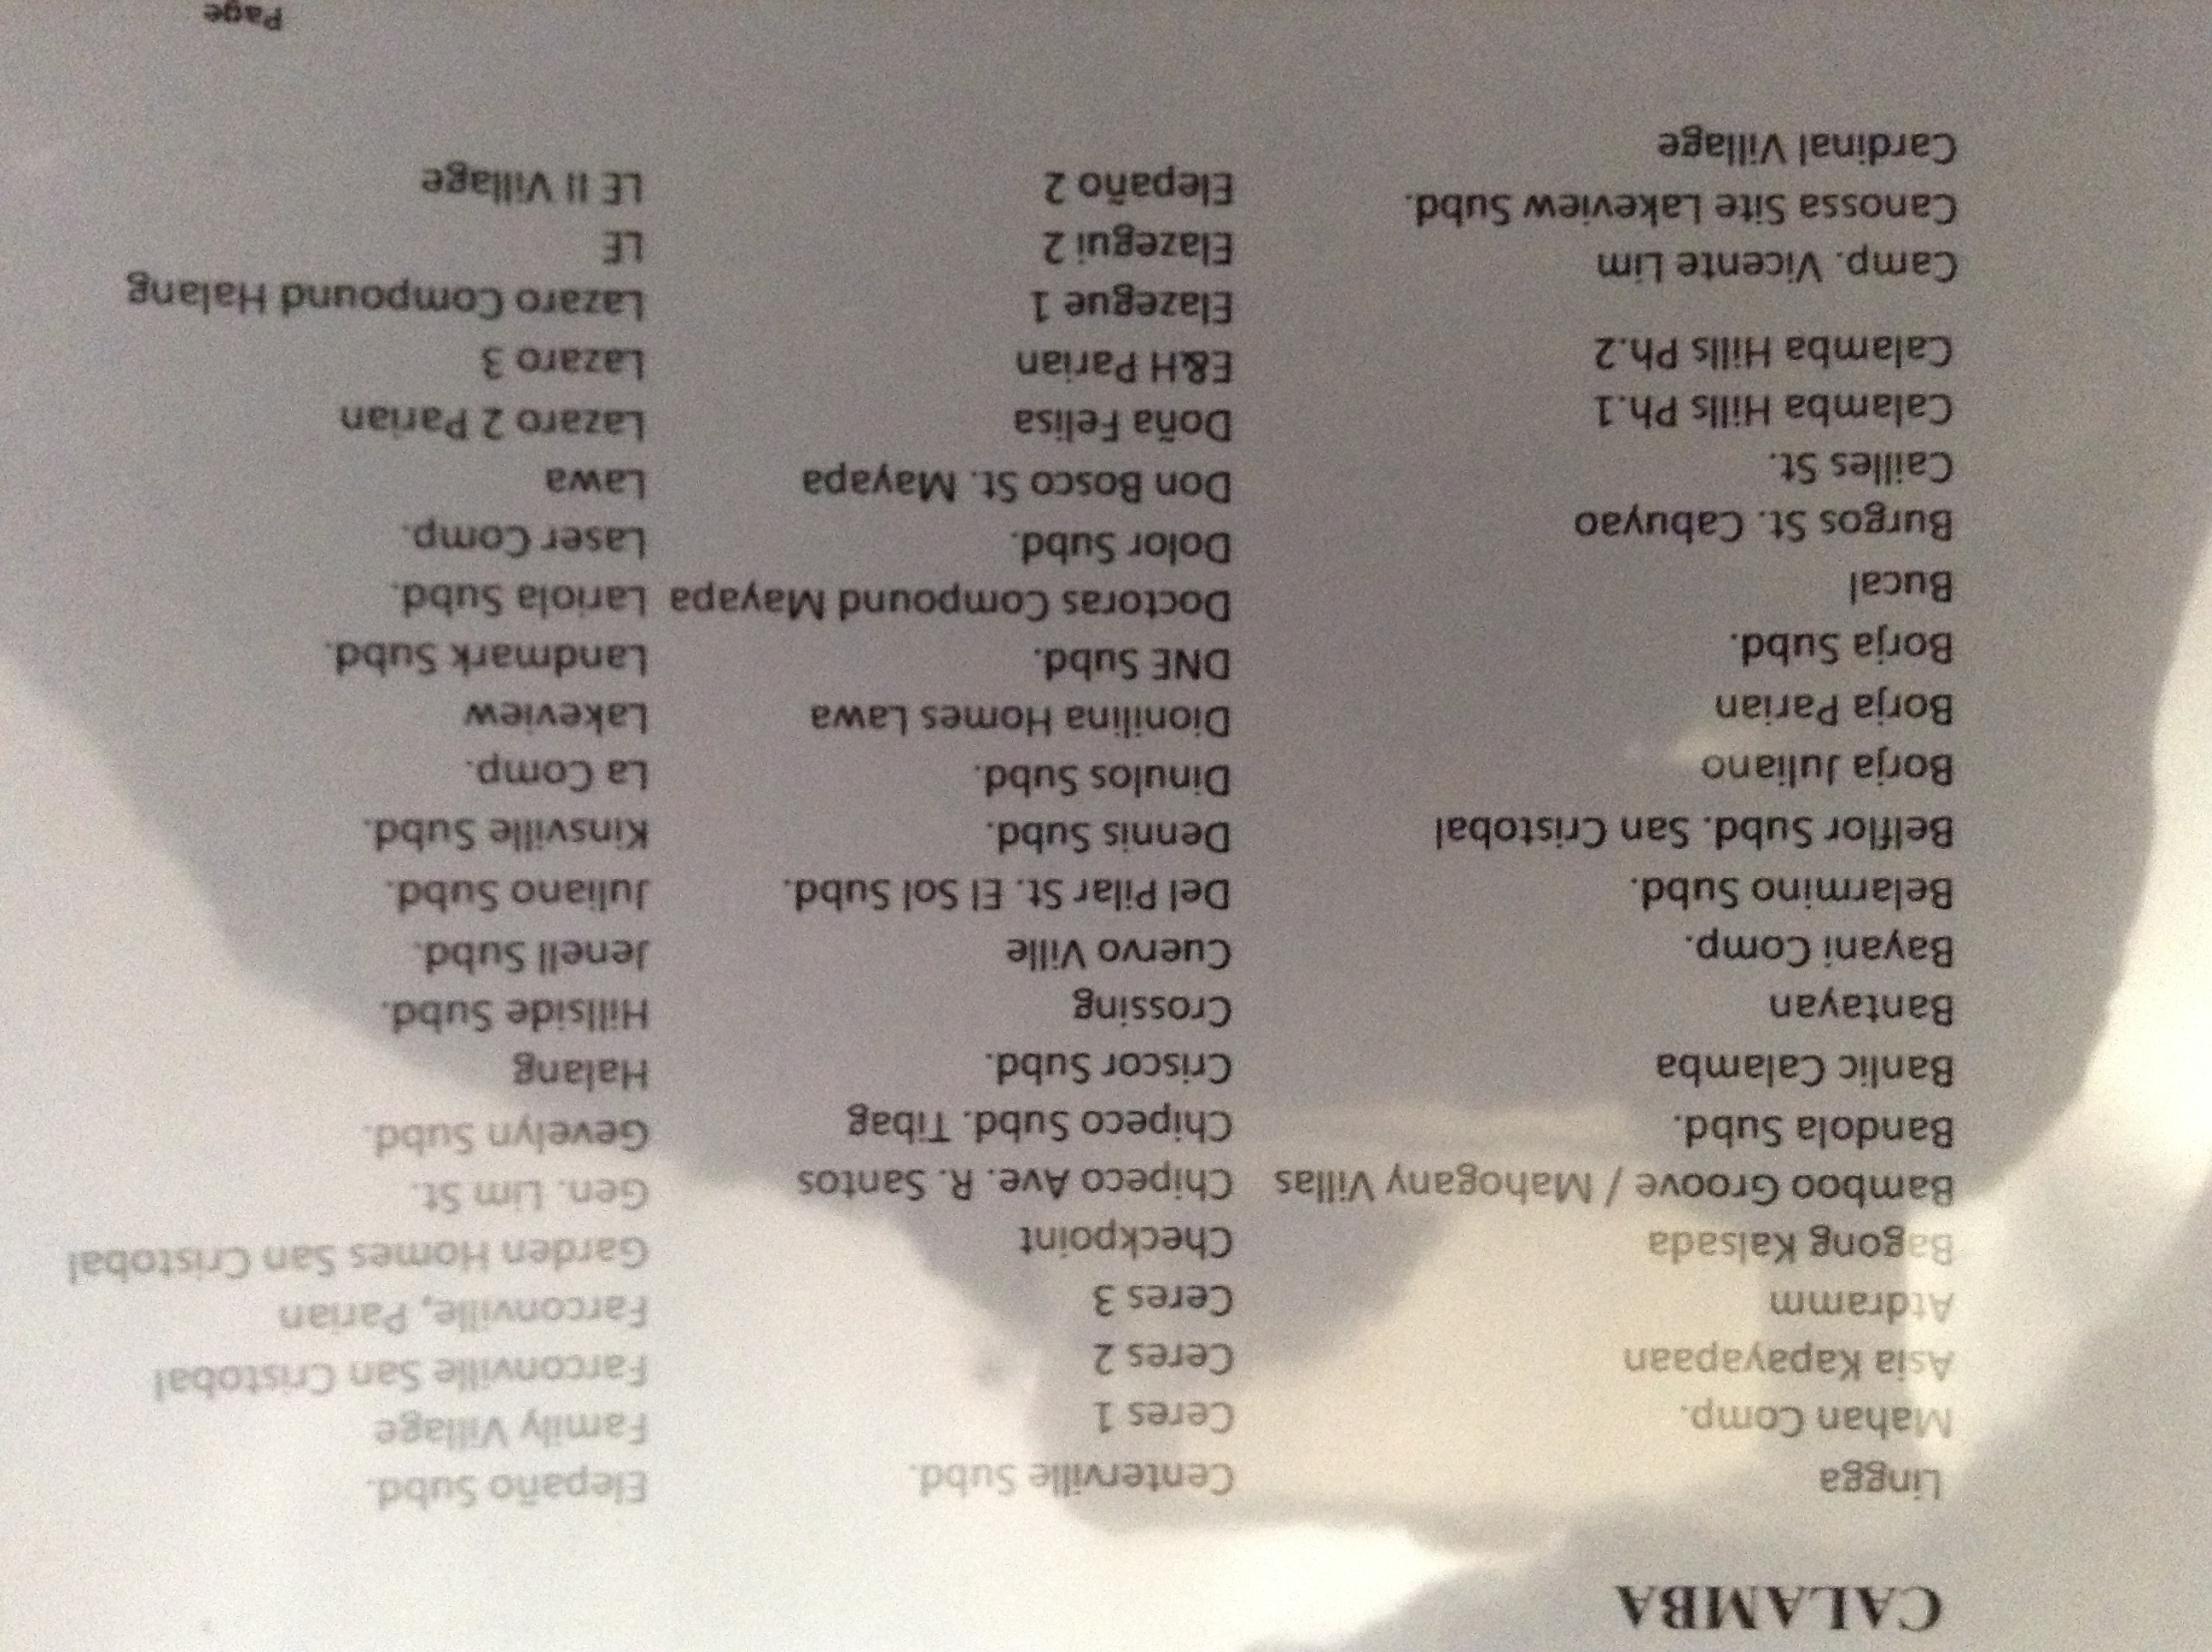 CALAMBA
Lingga
Mahan Comp.
Asia Kapayapaan
Atdramm
Bagong Kalsada
Bamboo Groove / Mahogany Villas
Bandola Subd.
Banlic Calamba
Bantayan
Bayani Comp.
Belarmino Subd.
Belflor Subd. San Cristobal
Borja Juliano
Borja Parian
Borja Subd.
Bucal
Burgos St. Cabuyao
Cailles St.
Calamba Hills Ph.1
Calamba Hills Ph.2
Camp. Vicente Lim
Canossa Site Lakeview Subd.
Cardinal Village
Centerville Subd.
Ceres 1
Ceres 2
Ceres 3
Checkpoint
Chipeco Ave. R. Santos
Chipeco Subd. Tibag
Criscor Subd.
Crossing
Cuervo Ville
Del Pilar St. El Sol Subd.
Dennis Subd.
Dinulos Subd.
Dionilina Homes Lawa
DNE Subd.
Doctoras Compound Mayapa
Dolor Subd.
Don Bosco St. Mayapa
Doña Felisa
E&H Parian
Elazegue 1
Elazegui 2
Elepaño 2
Elepaño Subd.
Family Village
Farconville San Cristobal
Farconville, Parian
Garden Homes San Cristobal
Gen. Lim St.
Gevelyn Subd.
Halang
Hillside Subd.
Jenell Subd.
Juliano Subd.
Kinsville Subd.
La Comp.
Lakeview
Landmark Subd.
Lariola Subd.
Laser Comp.
Lawa
Lazaro 2 Parian
Lazaro 3
Lazaro Compound Halang
LE
LE II Village
Page